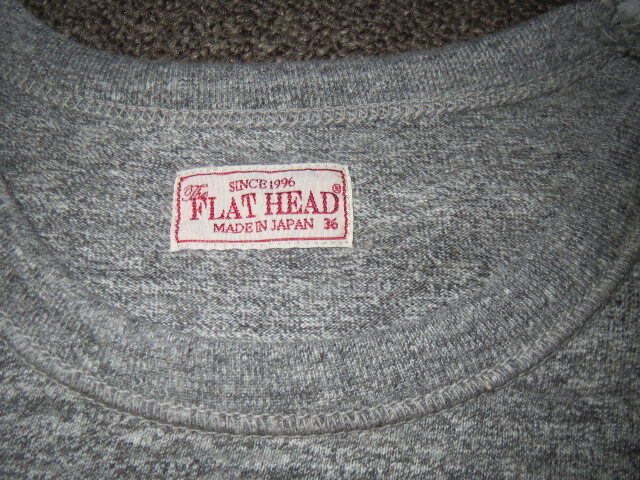 SINCE 1996
The FLAT HEAD®
MADE IN JAPAN 36